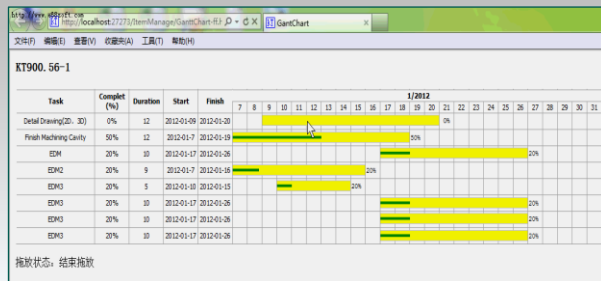 http://www.s88soft.com
http://localhost:27273/ItemManage/GanttChart-ff.h
GantChart
文件(F) 编辑(E) 查看(V) 收藏夹(A) 工具(T) 帮助(H)
KT900.56-1
Task Complet (%) Duration Start Finish 1/2012
7 8 9 10 11 12 13 14 15 16 17 18 19 20 21 22 23 24 25 26 27 28 29 30 31
Detail Drawing(2D、3D) 0% 12 2012-01-09 2012-01-20 0%
Finish Machining Cavity 50% 12 2012-01-7 2012-01-19 50%
EDM 20% 10 2012-01-17 2012-01-26 20%
EDM2 20% 9 2012-01-7 2012-01-16 20%
EDM3 20% 5 2012-01-10 2012-01-15 20%
EDM3 20% 10 2012-01-17 2012-01-26 20%
EDM3 20% 10 2012-01-17 2012-01-26 20%
EDM3 20% 10 2012-01-17 2012-01-26 20%
拖放状态：结束拖放